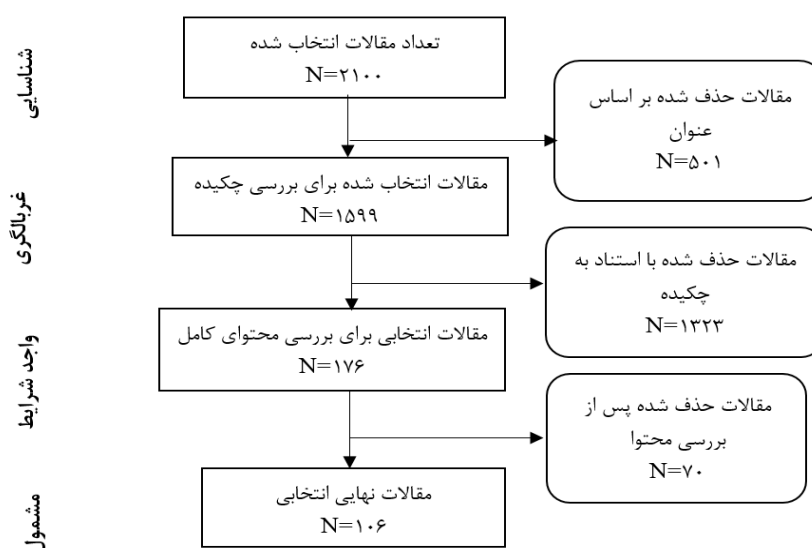 شناسایی
تعداد مقالات انتخاب شده
N=۲۱۰۰
مقالات حذف شده بر اساس
عنوان
N=۵۰۱
غربالگری
مقالات انتخاب شده برای بررسی چکیده
N=۱۵۹۹
مقالات حذف شده با استناد به
چکیده
N=۱۳۲۳
واجد شرایط
مقالات انتخابی برای بررسی محتوای کامل
N=۱۷۶
مقالات حذف شده پس از
بررسی محتوا
N=۷۰
مشمول
مقالات نهایی انتخابی
N=۱۰۶